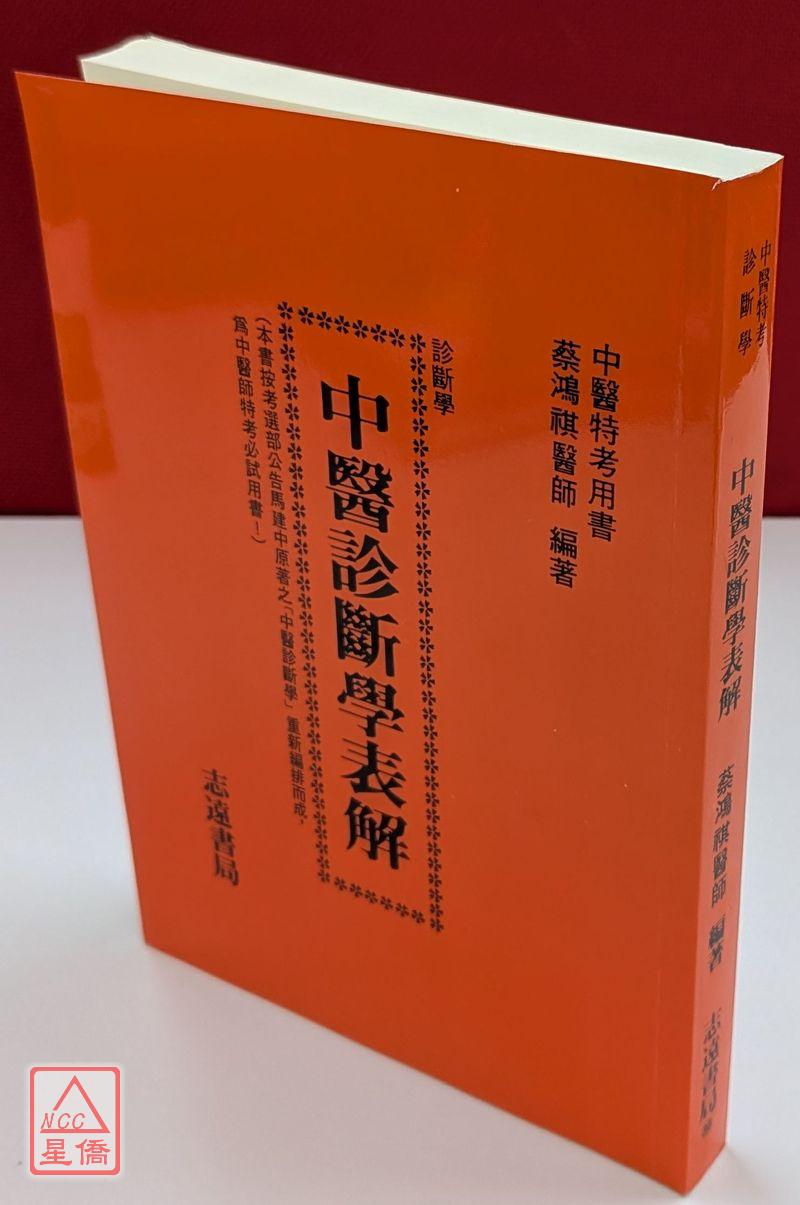 中醫特考用書
蔡鴻祺醫師 編著
診斷學
中醫診斷學表解
(本書按考選部公告馬建中原著之「中醫診斷學」重新編排而成,
爲中醫師特考必試用書!)
志遠書局
中醫特考
診斷學
中醫診斷學表解
蔡鴻祺醫師 編著
志遠書局
NCC
星僑